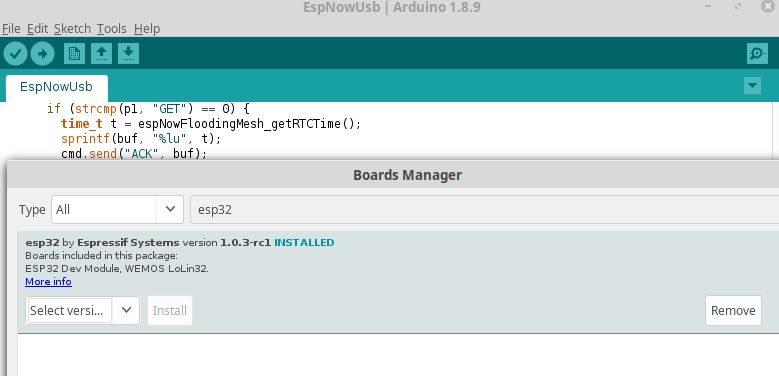 EspNowUsb | Arduino 1.8.9
File Edit Sketch Tools Help
EspNowUsb
if (strcmp(p1, "GET") == 0) {
time_t t = espNowFloodingMesh_getRTCTime();
sprintf(buf, "%lu", t);
cmd.send("ACK", buf);
Boards Manager
Type All esp32
esp32 by Espressif Systems version 1.0.3-rc1 INSTALLED
Boards included in this package:
ESP32 Dev Module, WEMOS LoLin32.
More info
Select versi... Install Remove